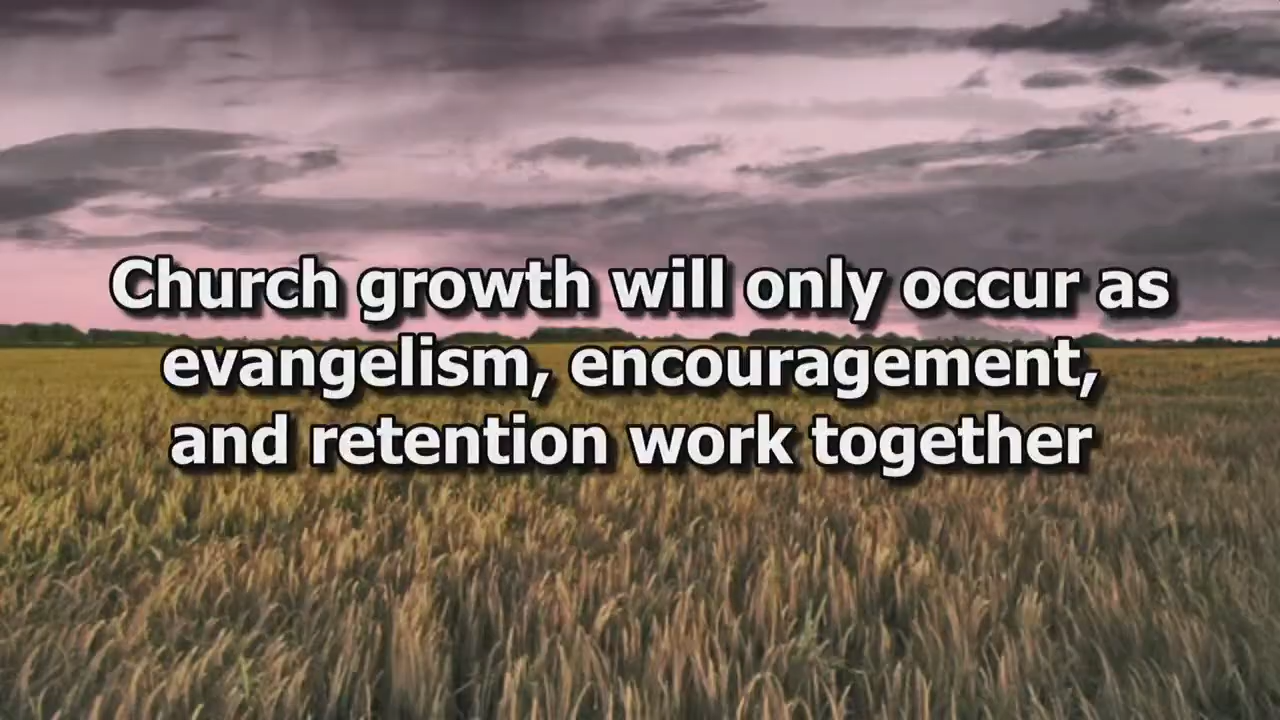 Church growth will only occur as
evangelism, encouragement,
and retention work together